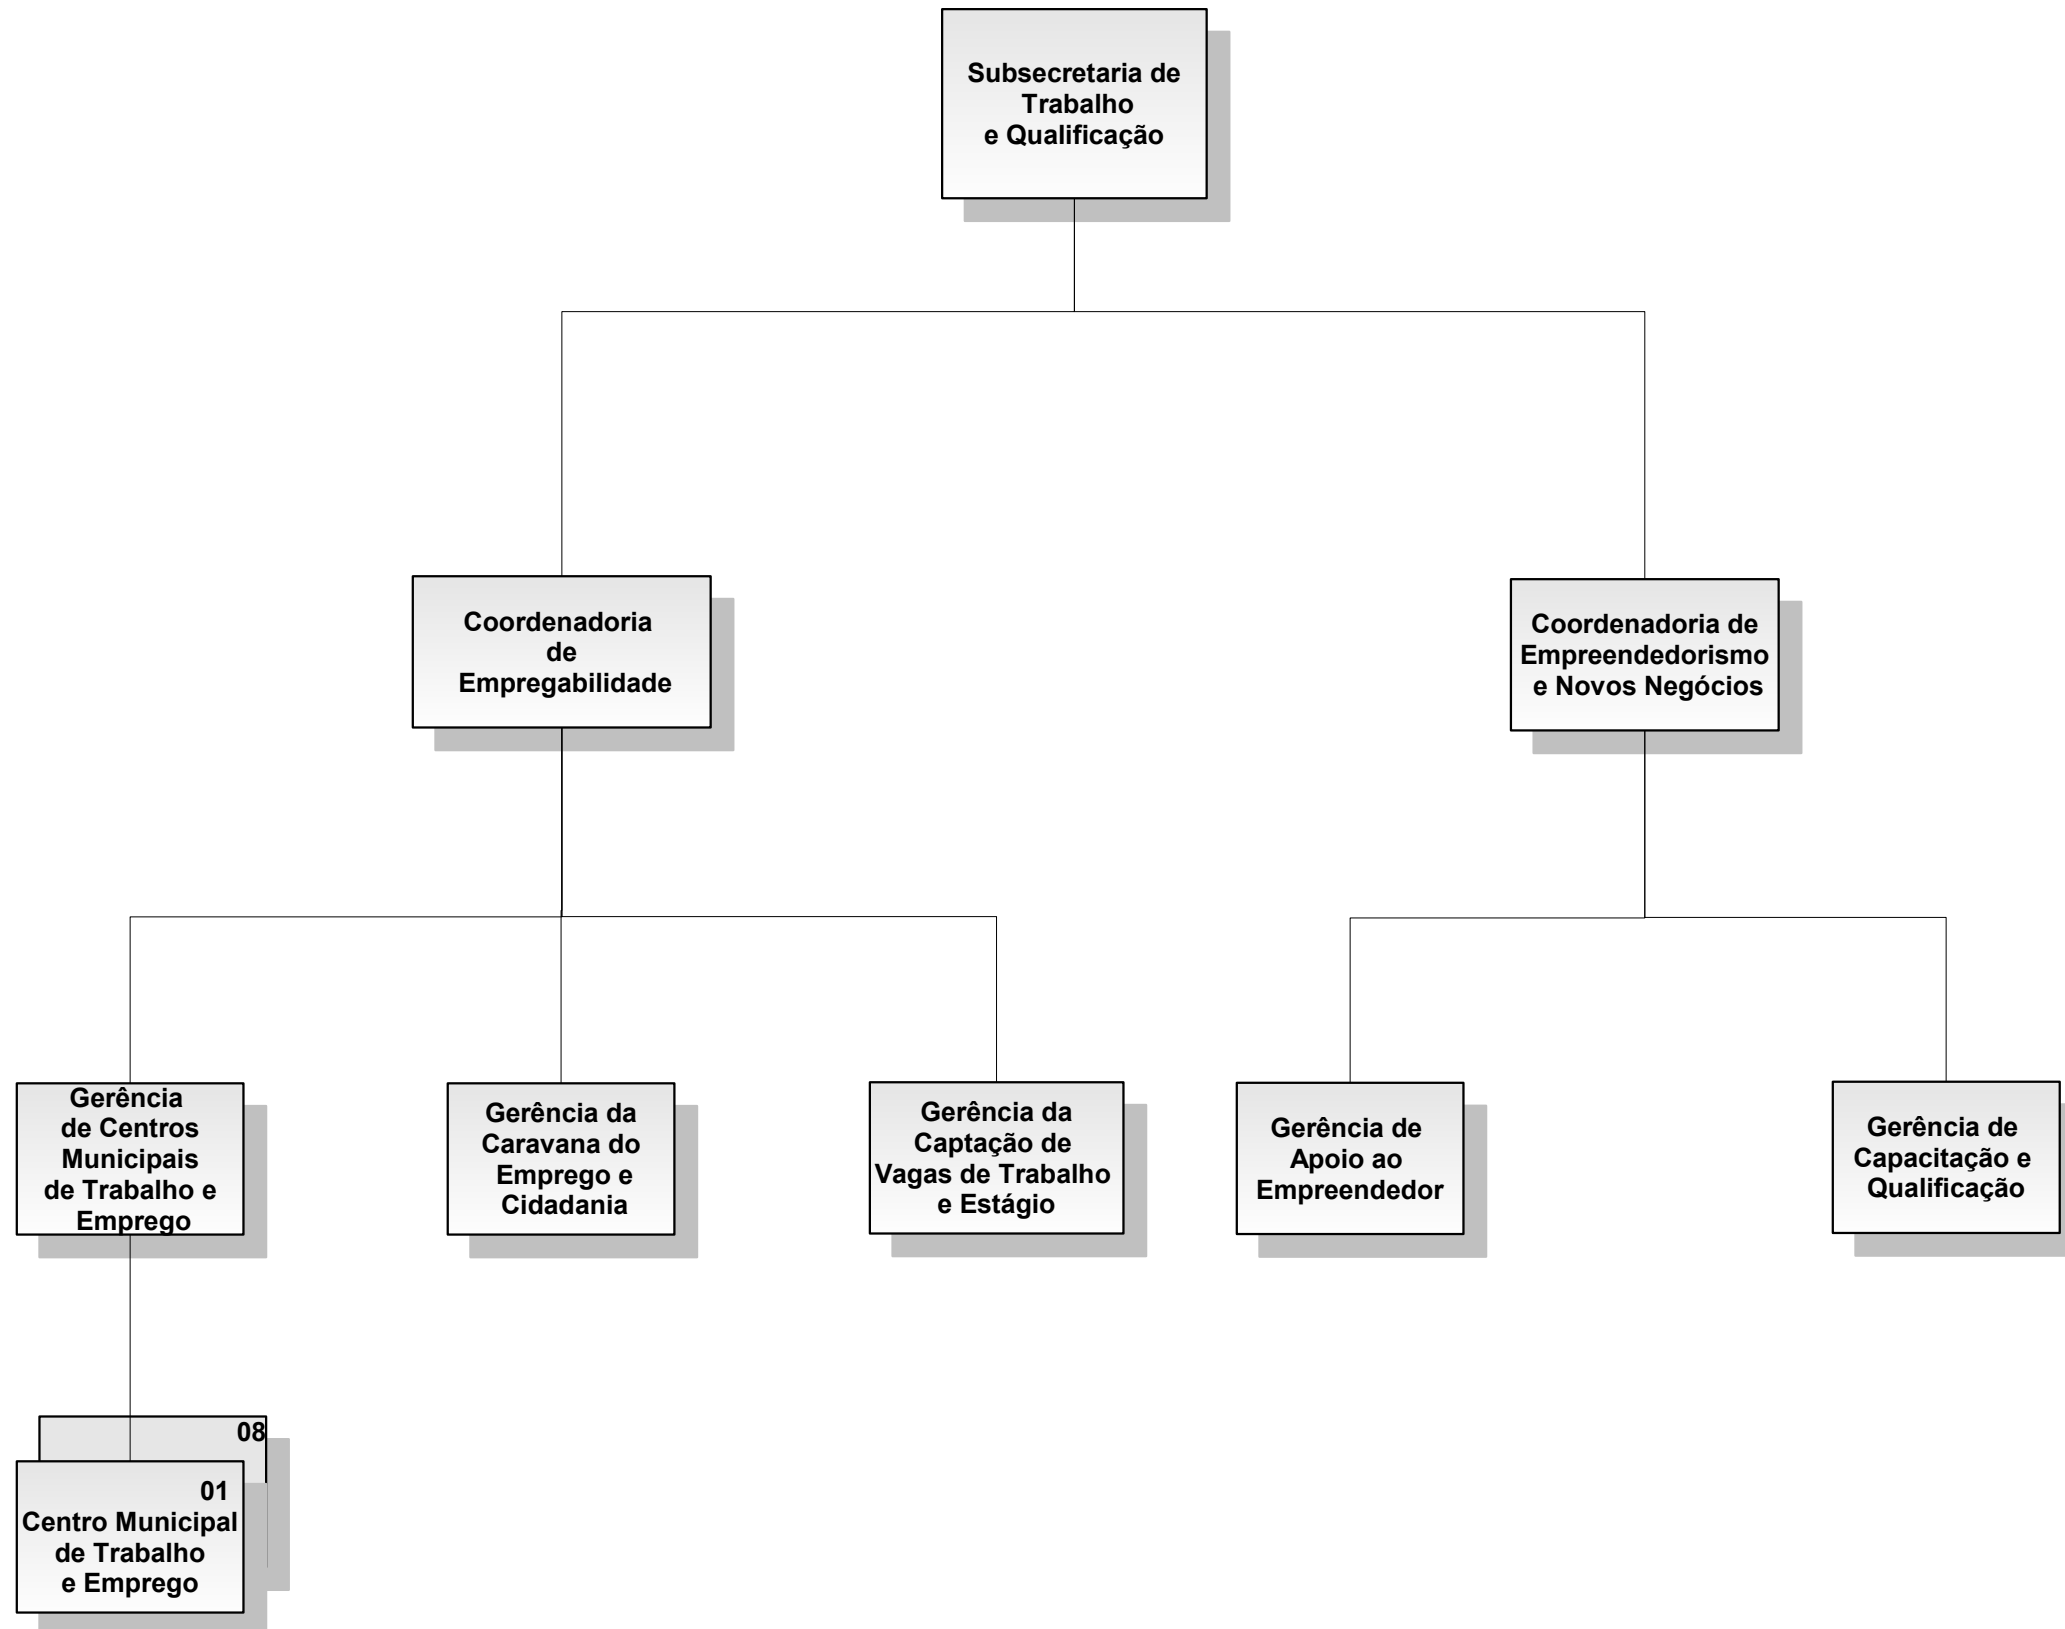 Subsecretaria de
Trabalho
e Qualificação
Coordenadoria
de
Empregabilidade
Coordenadoria de
Empreendedorismo
e Novos Negócios
Gerência
de Centros
Municipais
de Trabalho e
Emprego
Gerência da
Caravana do
Emprego e
Cidadania
Gerência da
Captação de
Vagas de Trabalho
e Estágio
Gerência de
Apoio ao
Empreendedor
Gerência de
Capacitação e
Qualificação
08
01
Centro Municipal
de Trabalho
e Emprego